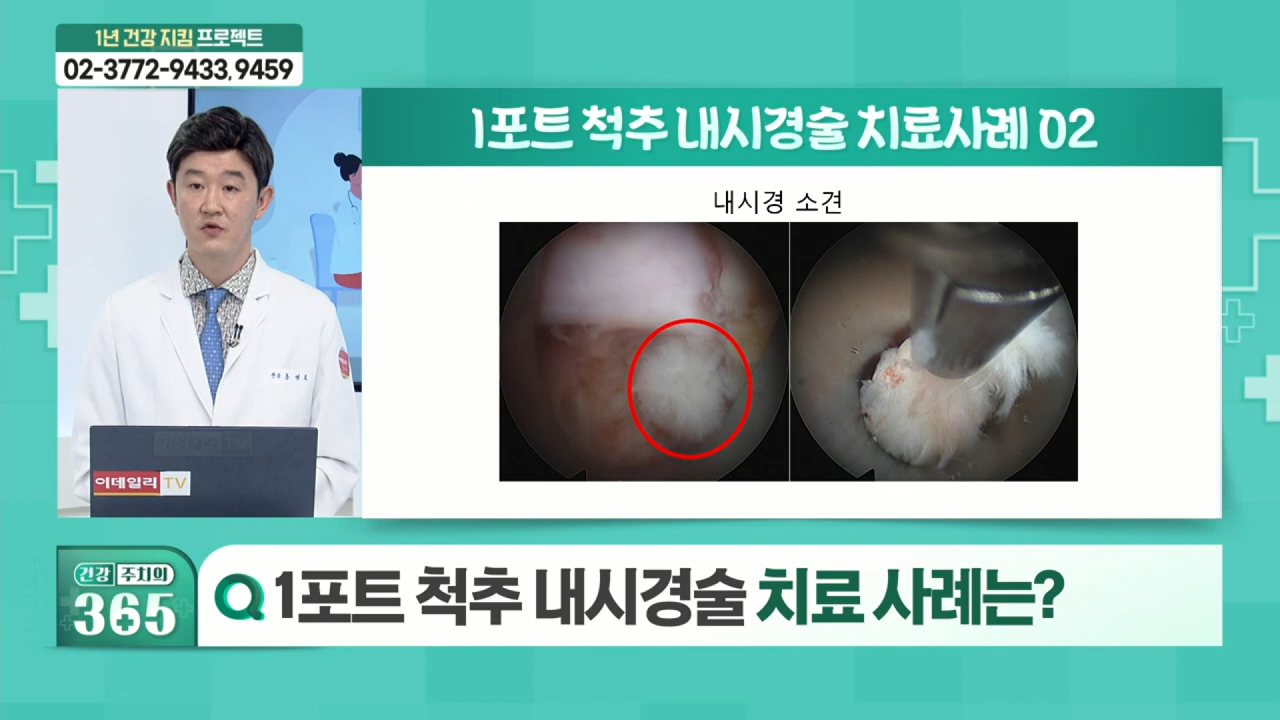 1년 건강 지킴 프로젝트
02-3772-9433, 9459
1포트 척추 내시경술 치료사례 02
내시경 소견
이데일리 TV
건강 주치의
365
Q 1포트 척추 내시경술 치료 사례는?